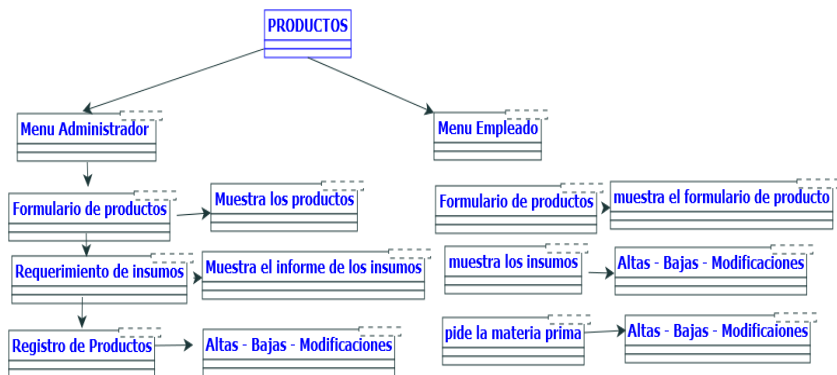 PRODUCTOS
Menu Administrador
Menu Empleado
Formulario de productos
Muestra los productos
Formulario de productos
muestra el formulario de producto
Requerimiento de insumos
Muestra el informe de los insumos
muestra los insumos
Altas - Bajas - Modificaciones
Registro de Productos
Altas - Bajas - Modificaciones
pide la materia prima
Altas - Bajas - Modificaiones